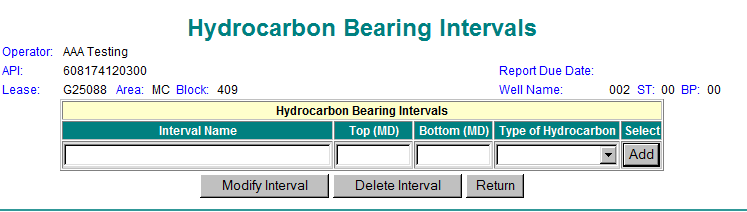 Hydrocarbon Bearing Intervals
Operator: AAA Testing
API: 608174120300 Report Due Date:
Lease: G25088 Area: MC Block: 409 Well Name: 002 ST: 00 BP: 00
Hydrocarbon Bearing Intervals
Interval Name Top (MD) Bottom (MD) Type of Hydrocarbon Select
Add
Modify Interval Delete Interval Return